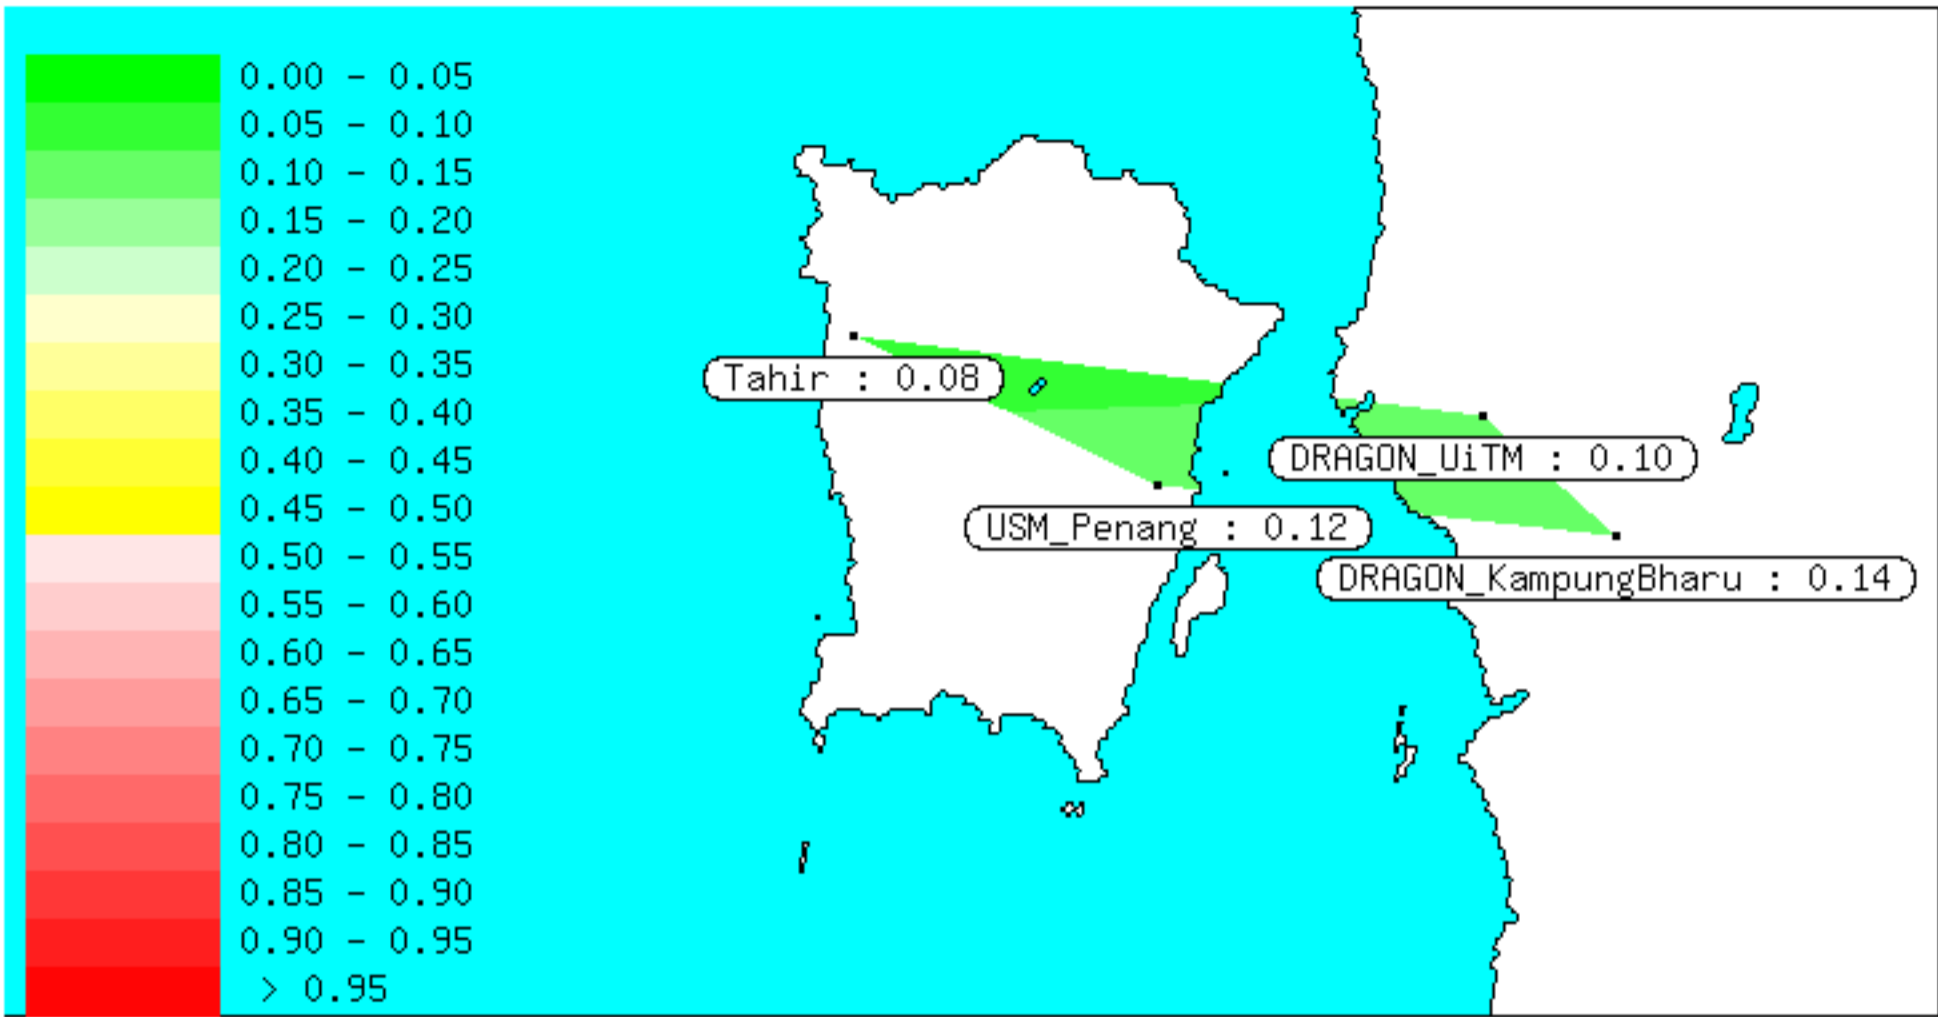 0.00 - 0.05
0.05 - 0.10
0.10 - 0.15
0.15 - 0.20
0.20 - 0.25
0.25 - 0.30
0.30 - 0.35
0.35 - 0.40
0.40 - 0.45
0.45 - 0.50
0.50 - 0.55
0.55 - 0.60
0.60 - 0.65
0.65 - 0.70
0.70 - 0.75
0.75 - 0.80
0.80 - 0.85
0.85 - 0.90
0.90 - 0.95
> 0.95
Tahir : 0.08
DRAGON_UiTM : 0.10
USM_Penang : 0.12
DRAGON_KampungBharu : 0.14